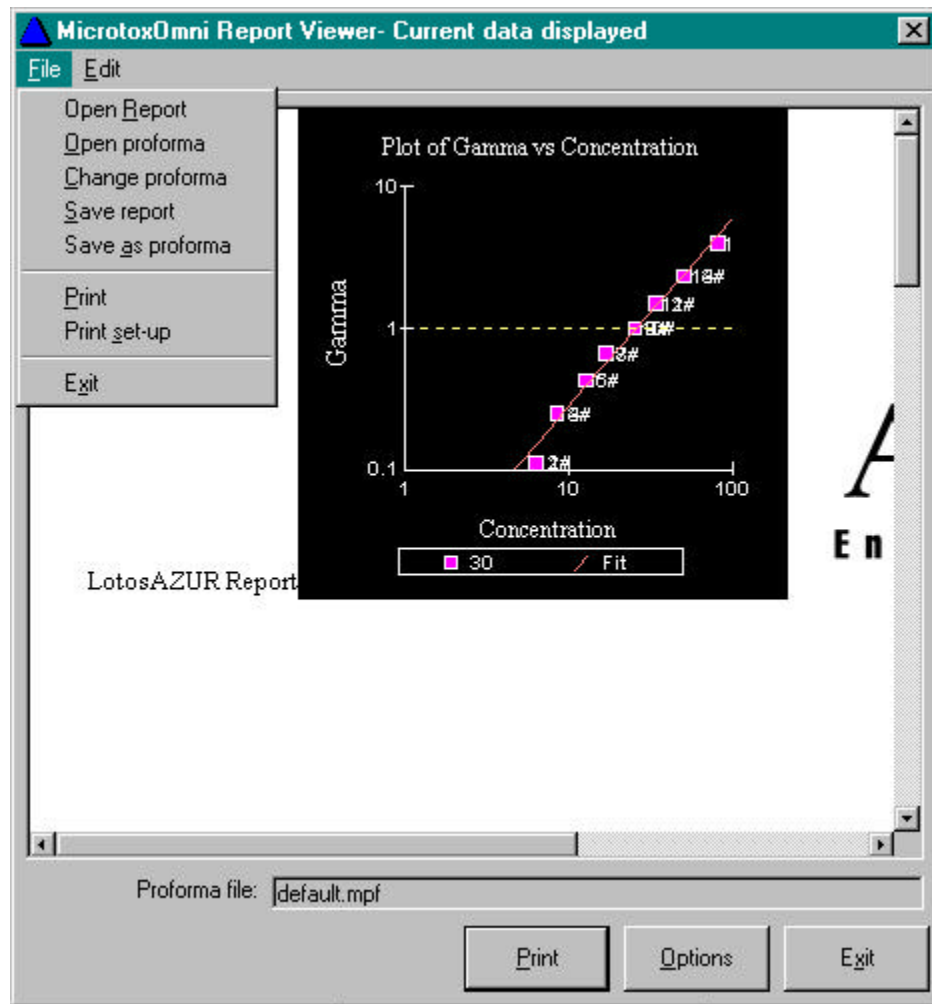 MicrotoxOmni Report Viewer- Current data displayed
File Edit
Open Report
Open proforma
Change proforma
Save report
Save as proforma
Print
Print set-up
Exit
Plot of Gamma vs Concentration
10
Gamma
1
0.1
1 10 100
Concentration
30 Fit
A
En
LotosAZUR Report
Proforma file: default.mpf
Print Options Exit